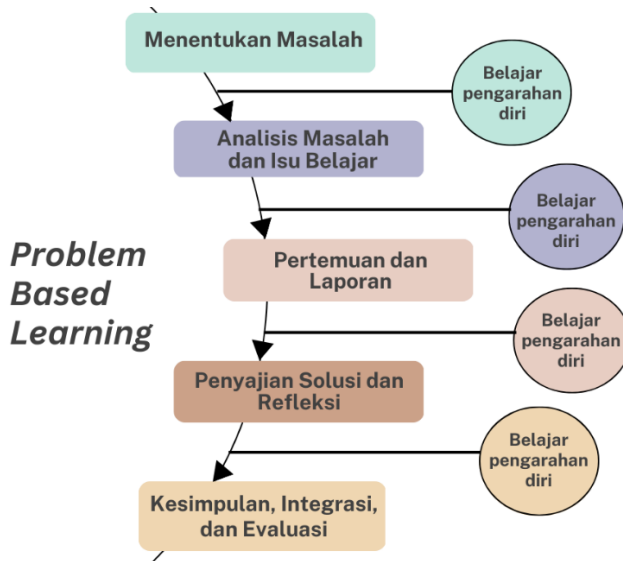 Menentukan Masalah
Belajar
pengarahan
diri
Analisis Masalah
dan Isu Belajar
Belajar
pengarahan
diri
Problem
Based
Learning
Pertemuan dan
Laporan
Belajar
pengarahan
diri
Penyajian Solusi dan
Refleksi
Belajar
pengarahan
diri
Kesimpulan, Integrasi,
dan Evaluasi